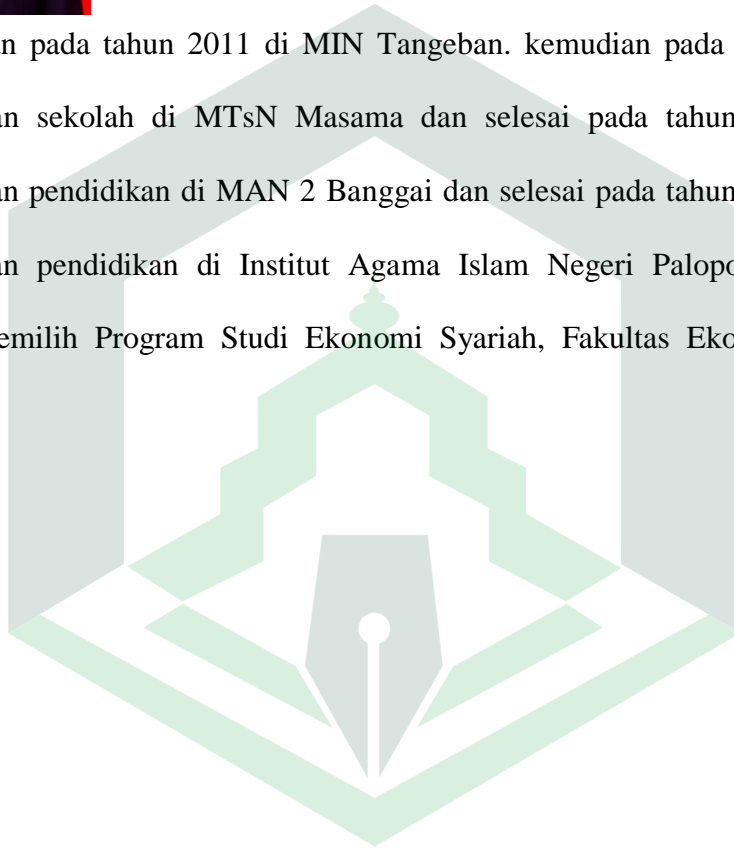 an pada tahun 2011 di MIN Tangeban. kemudian pada
an sekolah di MTsN Masama dan selesai pada tahun
an pendidikan di MAN 2 Banggai dan selesai pada tahun
an pendidikan di Institut Agama Islam Negeri Palopo
emilih Program Studi Ekonomi Syariah, Fakultas Eko